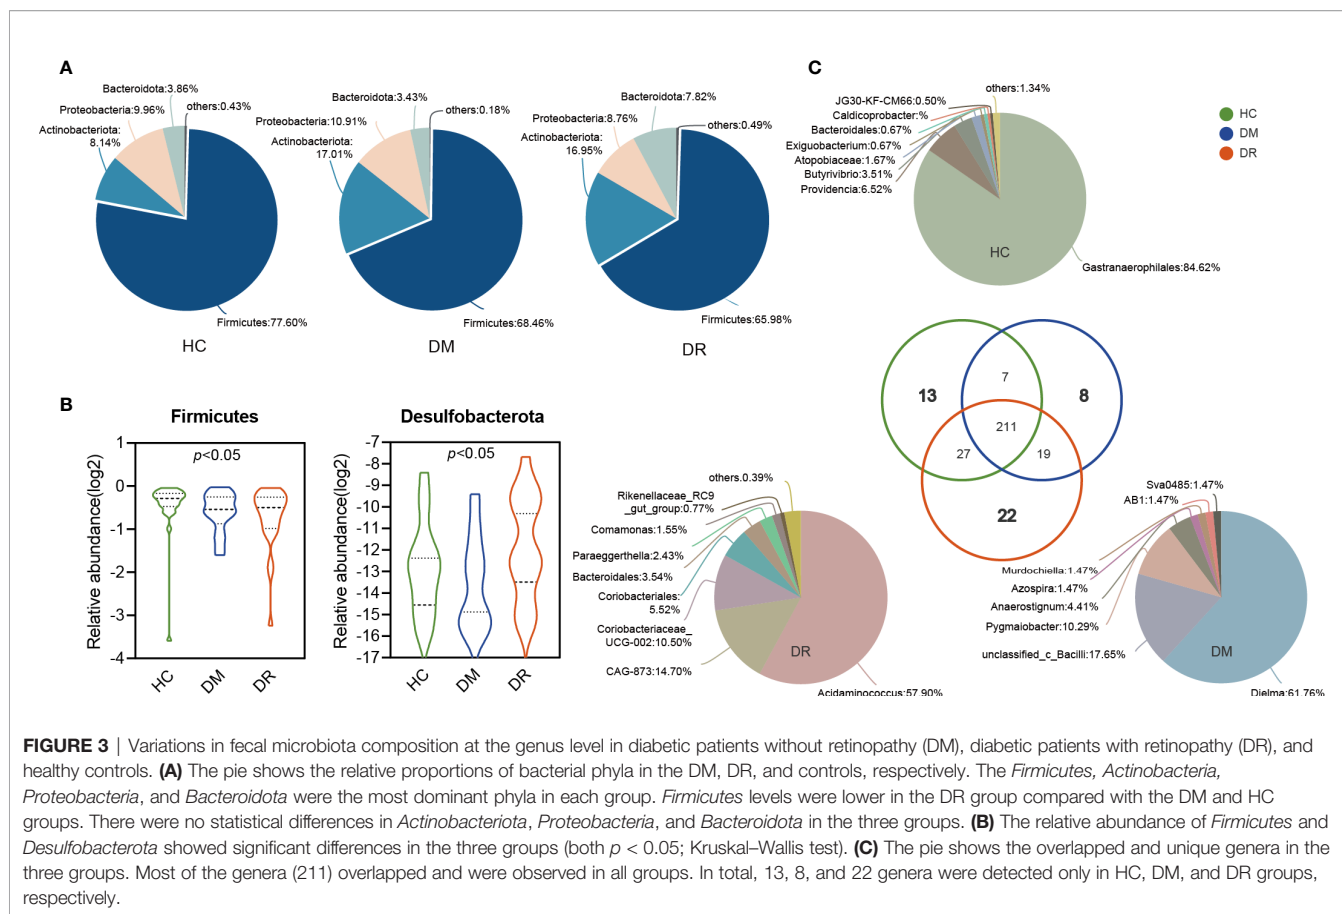 A
Bacteroidota:3.86%
Proteobacteria:9.96%
others:0.43%
Actinobacteriota:
8.14%
Firmicutes:77.60%
HC
Bacteroidota:3.43%
others:0.18%
Proteobacteria:10.91%
Actinobacteriota:
17.01%
Firmicutes:68.46%
DM
Bacteroidota:7.82%
Proteobacteria:8.76%
others:0.49%
Actinobacteriota:
16.95%
Firmicutes:65.98%
DR
B
Firmicutes
Relative abundance(log2)
1
0
-1
-2
-3
-4
p<0.05
HC
DM
DR
Desulfobacterota
Relative abundance(log2)
-7
-8
-9
-10
-11
-12
-13
-14
-15
-16
-17
p<0.05
HC
DM
DR
C
others:1.34%
JG30-KF-CM66:0.50%
Caldicoprobacter:%
Bacteroidales:0.67%
Exiguobacterium:0.67%
Atopobiaceae:1.67%
Butyrivibrio:3.51%
Providencia:6.52%
HC
Gastranaerophilales:84.62%
HC
DM
DR
13
7
8
211
27
19
22
others.0.39%
Rikenellaceae_RC9
_gut_group:0.77%
Comamonas:1.55%
Paraeggerthella:2.43%
Bacteroidales:3.54%
Coriobacteriales:
5.52%
Coriobacteriaceae_
UCG-002:10.50%
CAG-873:14.70%
DR
Acidaminococcus:57.90%
Sva0485:1.47%
AB1:1.47%
Murdochiella:1.47%
Azospira:1.47%
Anaerostignum:4.41%
Pygmaiobacter:10.29%
unclassified_c_Bacilli:17.65%
DM
Dielma:61.76%
FIGURE 3 | Variations in fecal microbiota composition at the genus level in diabetic patients without retinopathy (DM), diabetic patients with retinopathy (DR), and
healthy controls. (A) The pie shows the relative proportions of bacterial phyla in the DM, DR, and controls, respectively. The Firmicutes, Actinobacteria,
Proteobacteria, and Bacteroidota were the most dominant phyla in each group. Firmicutes levels were lower in the DR group compared with the DM and HC
groups. There were no statistical differences in Actinobacteriota, Proteobacteria, and Bacteroidota in the three groups. (B) The relative abundance of Firmicutes and
Desulfobacterota showed significant differences in the three groups (both p < 0.05; Kruskal–Wallis test). (C) The pie shows the overlapped and unique genera in the
three groups. Most of the genera (211) overlapped and were observed in all groups. In total, 13, 8, and 22 genera were detected only in HC, DM, and DR groups,
respectively.